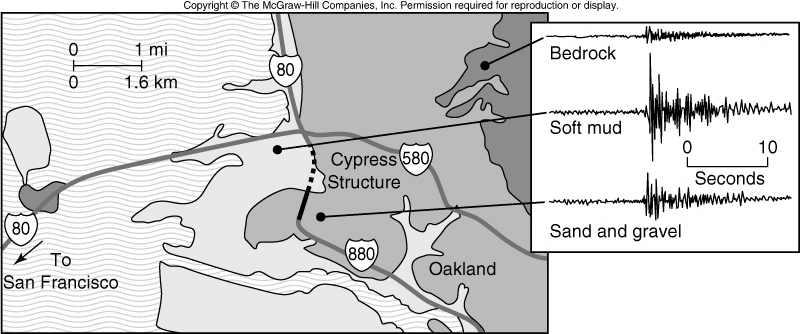 Copyright © The McGraw-Hill Companies, Inc. Permission required for reproduction or display.
0 1 mi
0 1.6 km
80
Bedrock
Soft mud
0 10
Seconds
Sand and gravel
Cypress
Structure
580
80
To
San Francisco
880
Oakland